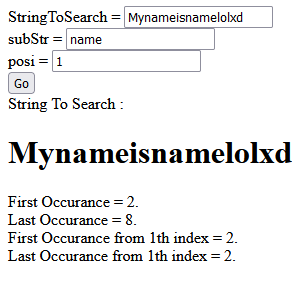 StringToSearch = Mynameisnamelolxd
subStr = name
posi = 1
Go
String To Search :
Mynameisnamelolxd
First Occurance = 2.
Last Occurance = 8.
First Occurance from 1th index = 2.
Last Occurance from 1th index = 2.